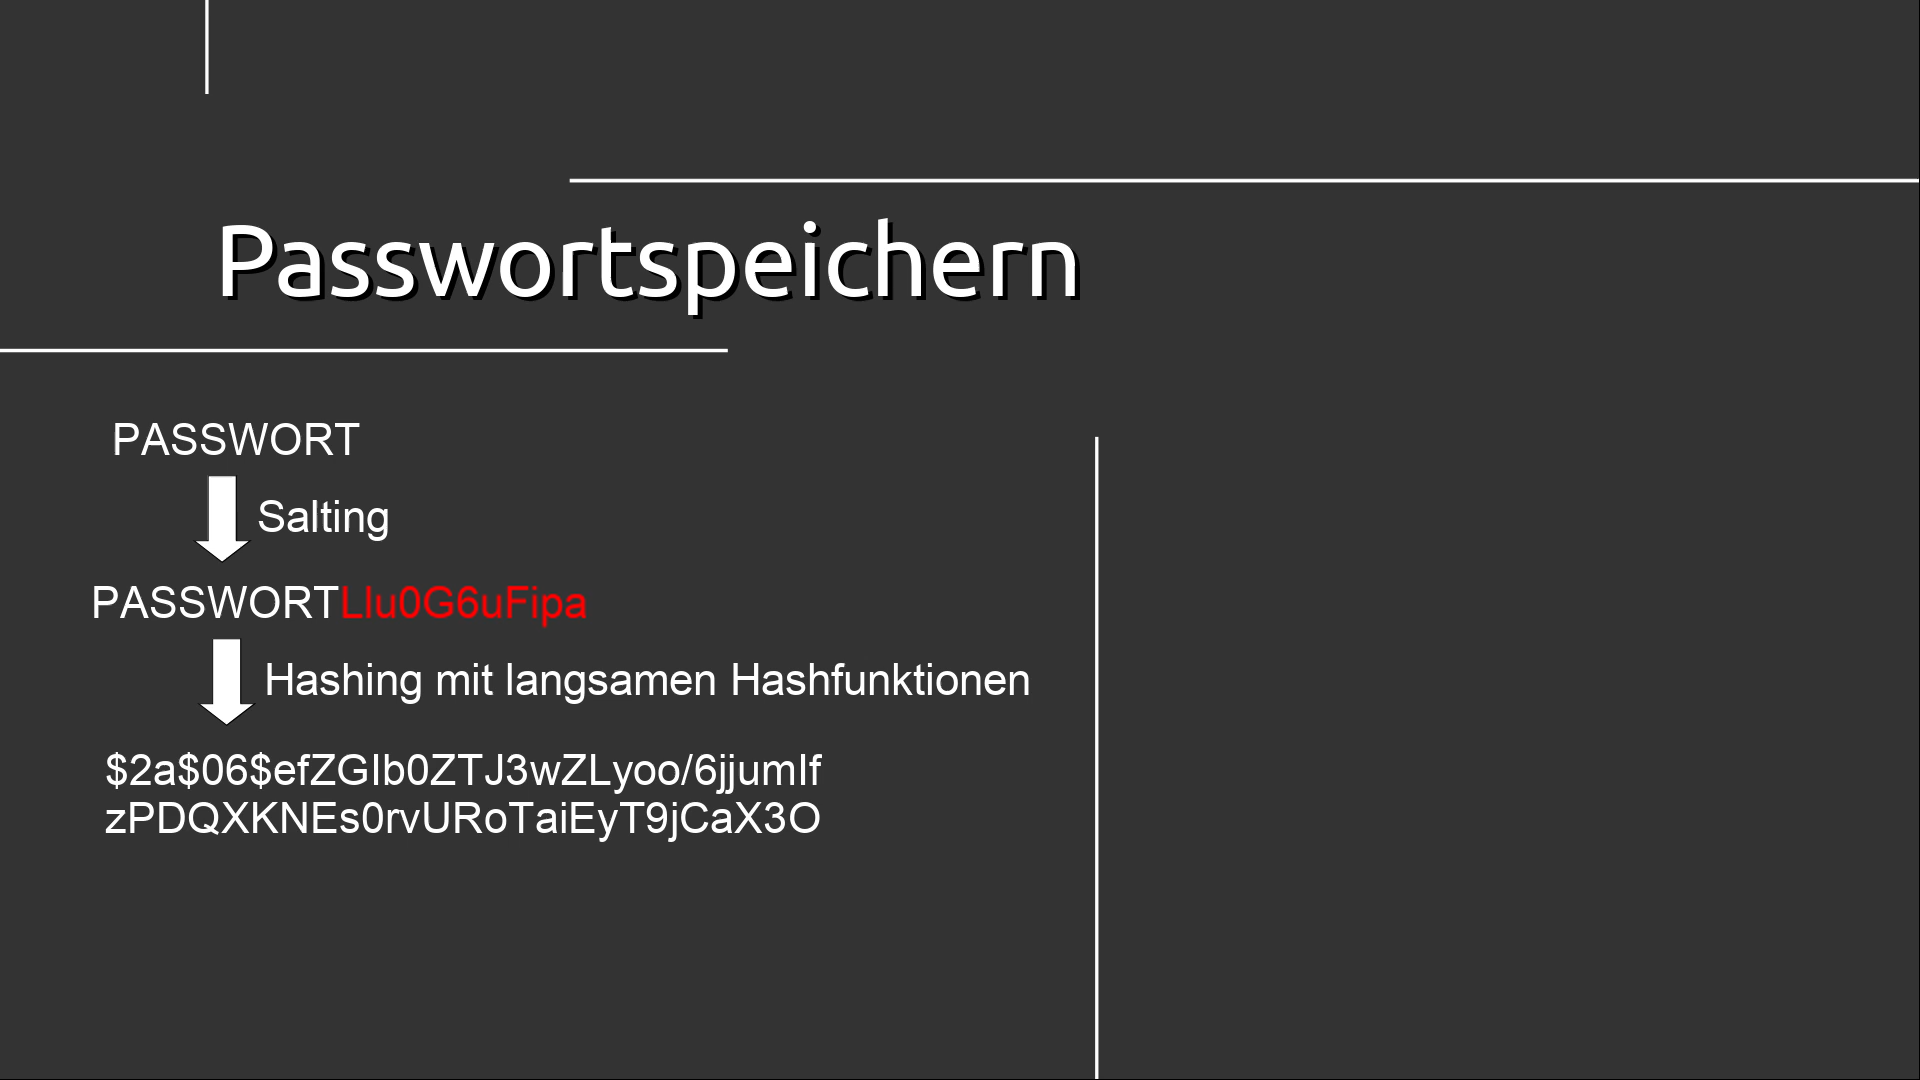 Passwortspeichern
PASSWORT
Salting
PASSWORTLlu0G6uFipa
Hashing mit langsamen Hashfunktionen
$2a$06$efZGIb0ZTJ3wZLyoo/6jjumIf
zPDQXKNEs0rvURoTaiEyT9jCaX3O